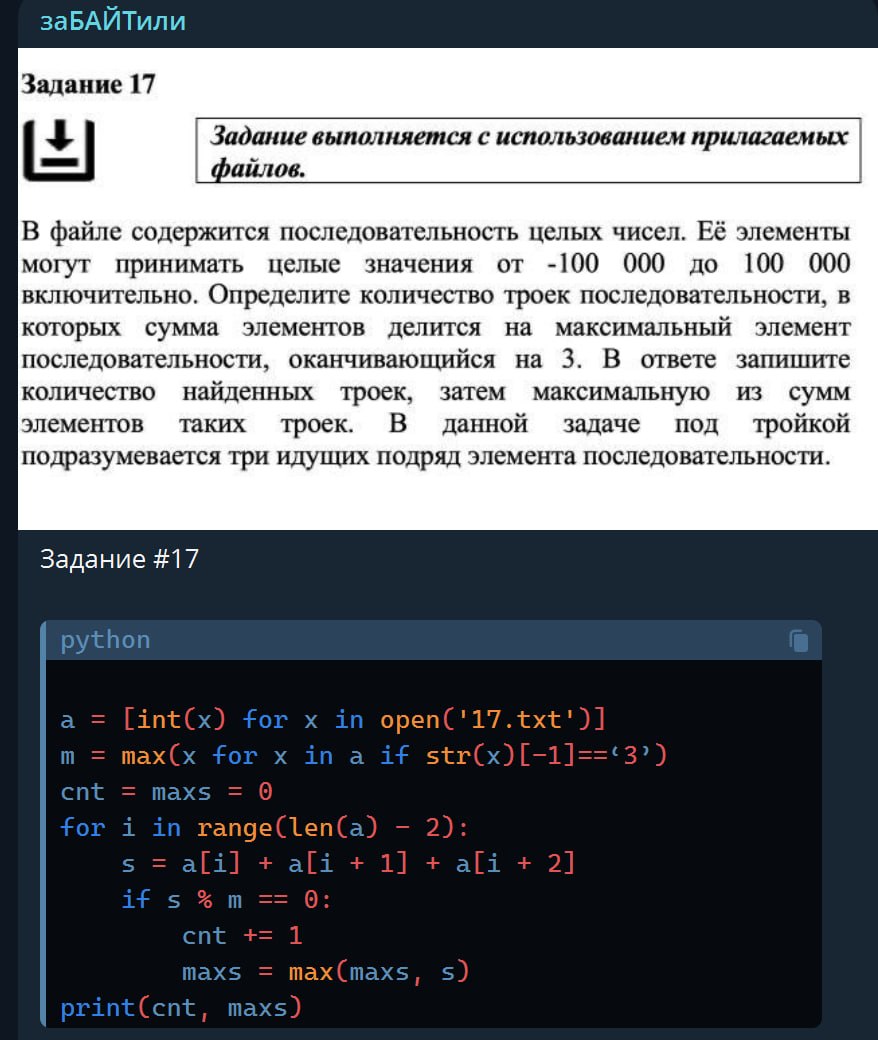 заБАЙТили
Задание 17
Задание выполняется с использованием прилагаемых
файлов.
В файле содержится последовательность целых чисел. Её элементы
могут принимать целые значения от -100 000 до 100 000
включительно. Определите количество троек последовательности, в
которых сумма элементов делится на максимальный элемент
последовательности, оканчивающийся на 3. В ответе запишите
количество найденных троек, затем максимальную из сумм
элементов таких троек. В данной задаче под тройкой
подразумевается три идущих подряд элемента последовательности.
Задание #17
python
a = [int(x) for x in open('17.txt')]
m = max(x for x in a if str(x)[-1]==‘3’)
cnt = maxs = 0
for i in range(len(a) - 2):
    s = a[i] + a[i + 1] + a[i + 2]
    if s % m == 0:
        cnt += 1
        maxs = max(maxs, s)
print(cnt, maxs)